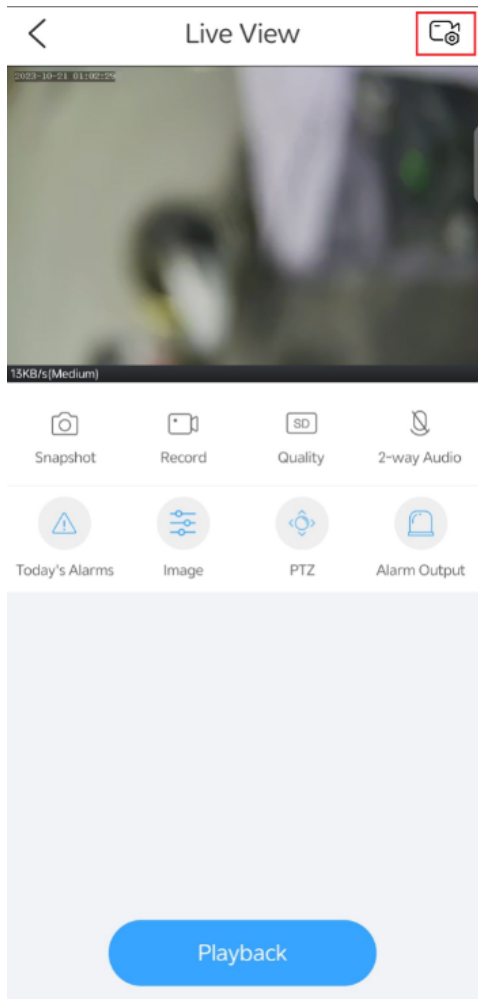 Live View
2023-10-21 01:02:29
13KB/s(Medium)
Snapshot Record SD Quality 2-way Audio
Today's Alarms Image PTZ Alarm Output
Playback